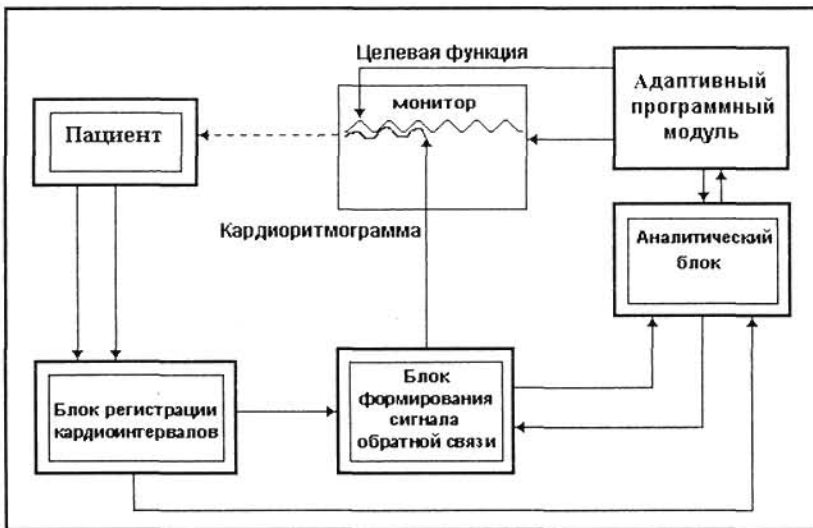 Целевая функция
монитор
Адаптивный
программный
модуль
Пациент
Кардиоритмограмма
Аналитический
блок
Блок регистрации
кардиоинтервалов
Блок
формирования
сигнала
обратной связи